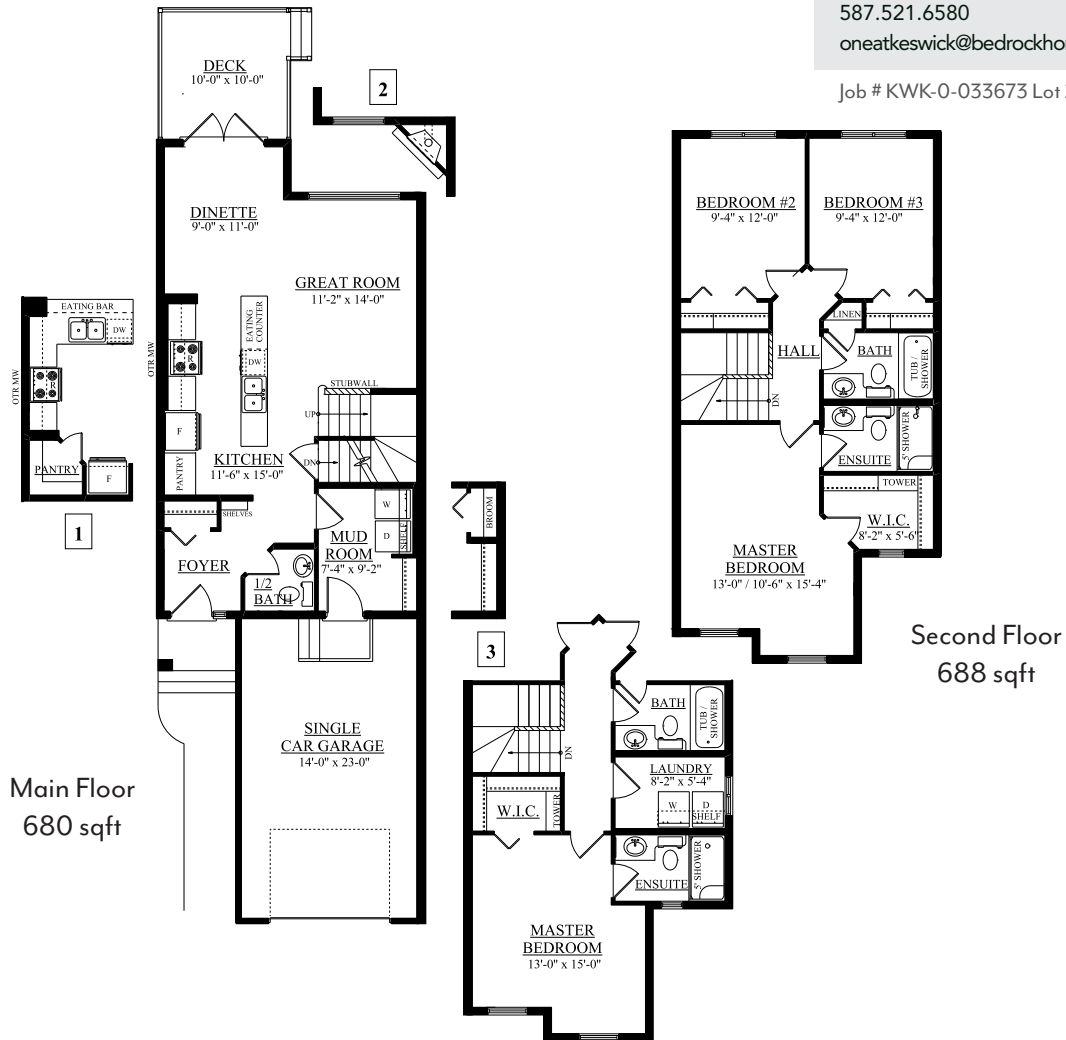 587.521.6580
oneatkeswick@bedrockho
Job # KWK-0-033673 Lot
DECK
10'-0" x 10'-0"
2
DINETTE
9'-0" x 11'-0"
GREAT ROOM
11'-2" x 14'-0"
EATING COUNTER
DW
OTR MW
R
F
PANTRY
STUBWALL
UP
DN
KITCHEN
11'-6" x 15'-0"
SHELVES
FOYER
1/2
BATH
MUD
ROOM
7'-4" x 9'-2"
W
D
SHELF
SINGLE
CAR GARAGE
14'-0" x 23-0"
Main Floor
680 sqft
EATING BAR
DW
OTR MW
R
PANTRY
F
1
BROOM
3
BEDROOM #2
9'-4" x 12'-0"
BEDROOM #3
9'-4" x 12'-0"
LINEN
HALL
BATH
TUB /
SHOWER
DN
ENSUITE
5' SHOWER
TOWER
W.I.C.
8'-2" x 5'-6"
MASTER
BEDROOM
13'-0" / 10'-6" x 15'-4"
Second Floor
688 sqft
BATH
TUB /
SHOWER
DN
LAUNDRY
8'-2" x 5'-4"
W
D
SHELF
W.I.C.
TOWER
ENSUITE
5' SHOWER
MASTER
BEDROOM
13'-0" x 15'-0"